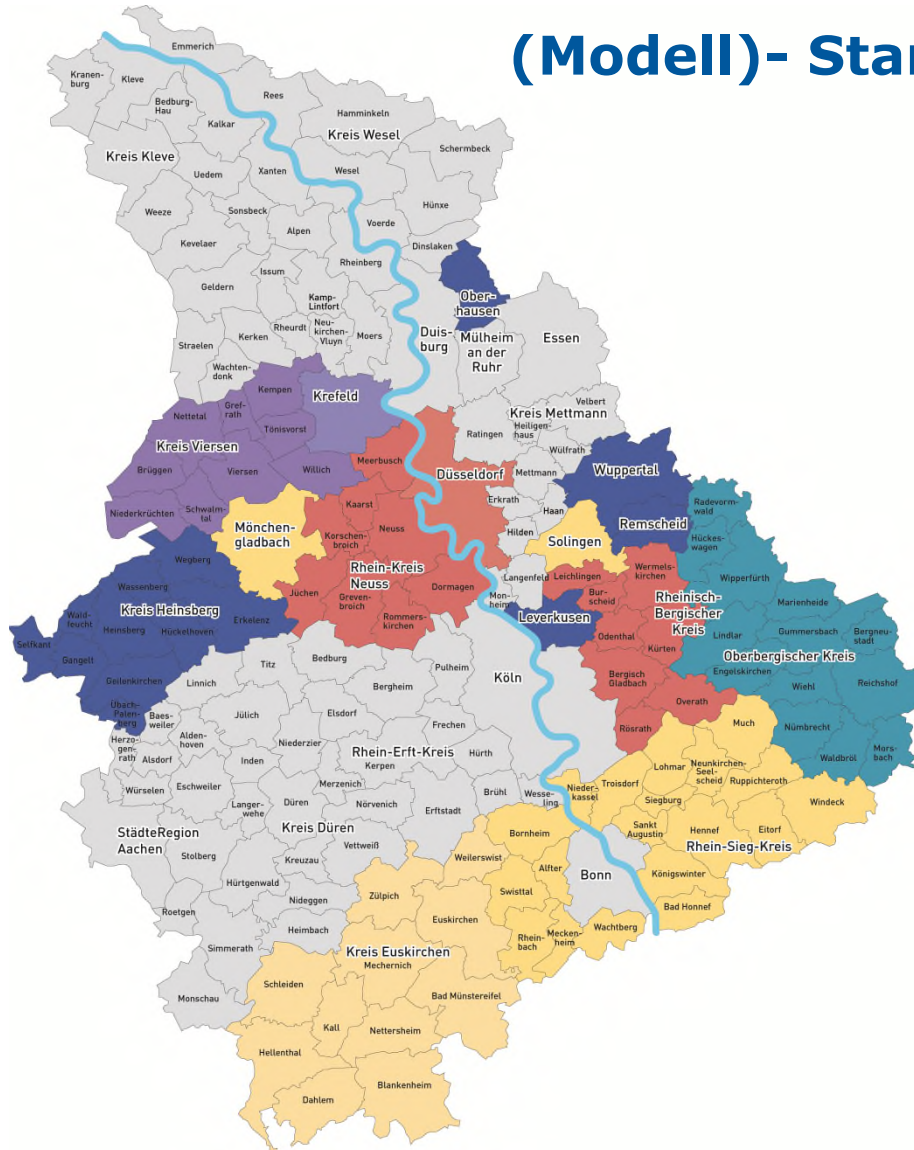 (Modell)- Star
Emmerich
Kranen-
burg
Kleve
Bedburg-
Hau
Rees
Kalkar
Hamminkeln
Kreis Wesel
Schermbeck
Kreis Kleve
Uedem
Xanten
Wesel
Weeze
Sonsbeck
Hünxe
Alpen
Voerde
Kevelaer
Dinslaken
Issum
Rheinberg
Geldern
Kamp-
Lintfort
Ober-
hausen
Rheurdt
Neu-
kirchen-
Vluyn
Moers
Duis-
burg
Mülheim
an der
Ruhr
Essen
Straelen
Kerken
Wachten-
donk
Kempen
Krefeld
Velbert
Kreis Mettmann
Nettetal
Gref-
rath
Heiligen-
haus
Tönisvorst
Ratingen
Wülfrath
Kreis Viersen
Meerbusch
Brüggen
Viersen
Willich
Düsseldorf
Mettmann
Wuppertal
Niederkrüchten
Schwalm-
tal
Kaarst
Erkrath
Radevorm-
wald
Mönchen-
gladbach
Neuss
Haan
Remscheid
Korschen-
broich
Hilden
Solingen
Hückes-
wagen
Wegberg
Rhein-Kreis
Neuss
Wermels-
kirchen
Wassenberg
Langenfeld
Leichlingen
Wipperfürth
Jüchen
Greven-
broich
Dormagen
Mon-
heim
Bur-
scheid
Rheinisch-
Bergischer
Kreis
Marienheide
Kreis Heinsberg
Wald-
feucht
Erkelenz
Rommers-
kirchen
Leverkusen
Gummersbach
Bergneu-
stadt
Heinsberg
Hückelhoven
Odenthal
Lindlar
Selfkant
Kürten
Oberbergischer Kreis
Gangelt
Titz
Bedburg
Pulheim
Köln
Engelskirchen
Geilenkirchen
Linnich
Bergheim
Bergisch
Gladbach
Wiehl
Reichshof
Übach-
Palen-
berg
Baes-
weiler
Jülich
Elsdorf
Overath
Frechen
Rösrath
Much
Nümbrecht
Herzo-
genrath
Alden-
hoven
Niederzier
Mors-
bach
Alsdorf
Inden
Rhein-Erft-Kreis
Hürth
Lohmar
Neunkirchen-
Seel-
scheid
Waldbröl
Kerpen
Troisdorf
Ruppichteroth
Würselen
Eschweiler
Merzenich
Brühl
Wesse-
ling
Nieder-
kassel
Siegburg
Windeck
Langer-
wehe
Düren
Nörvenich
Erftstadt
Sankt
Augustin
Hennef
Eitorf
StädteRegion
Aachen
Kreis Düren
Bornheim
Rhein-Sieg-Kreis
Vettweiß
Stolberg
Weilerswist
Alfter
Bonn
Kreuzau
Königswinter
Hürtgenwald
Zülpich
Swisttal
Nideggen
Bad Honnef
Roetgen
Euskirchen
Heimbach
Rhein-
bach
Mecken-
heim
Wachtberg
Simmerath
Kreis Euskirchen
Mechernich
Schleiden
Monschau
Bad Münstereifel
Kall
Nettersheim
Hellenthal
Blankenheim
Dahlem